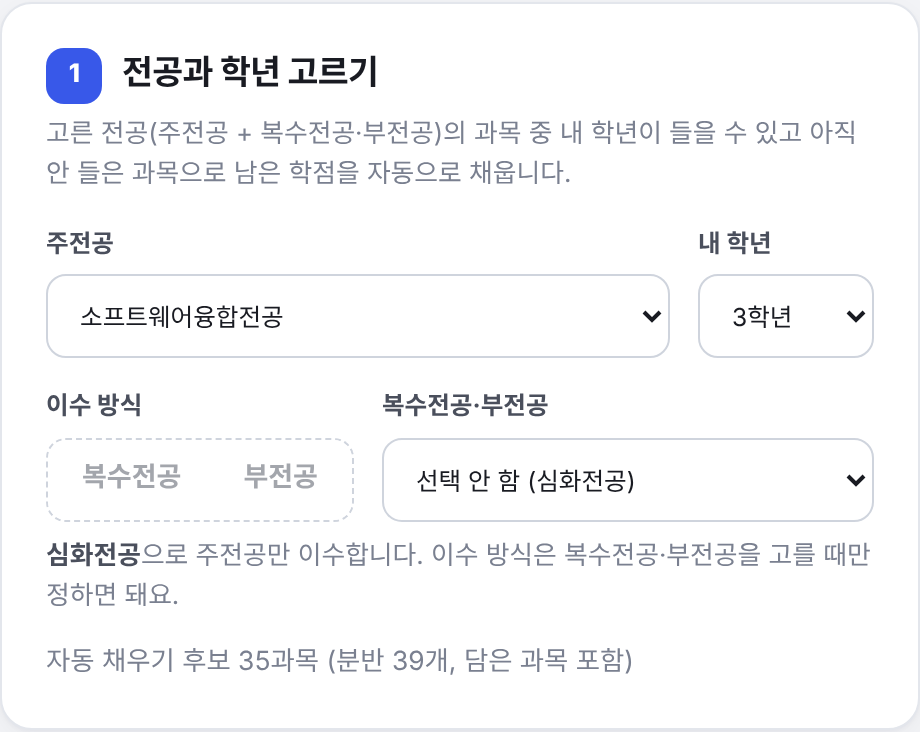 1 전공과 학년 고르기
고른 전공(주전공 + 복수전공·부전공)의 과목 중 내 학년이 들을 수 있고 아직
안 들은 과목으로 남은 학점을 자동으로 채웁니다.
주전공 내 학년
소프트웨어융합전공 3학년
이수 방식 복수전공·부전공
복수전공 부전공 선택 안 함 (심화전공)
심화전공으로 주전공만 이수합니다. 이수 방식은 복수전공·부전공을 고를 때만
정하면 돼요.
자동 채우기 후보 35과목 (분반 39개, 담은 과목 포함)